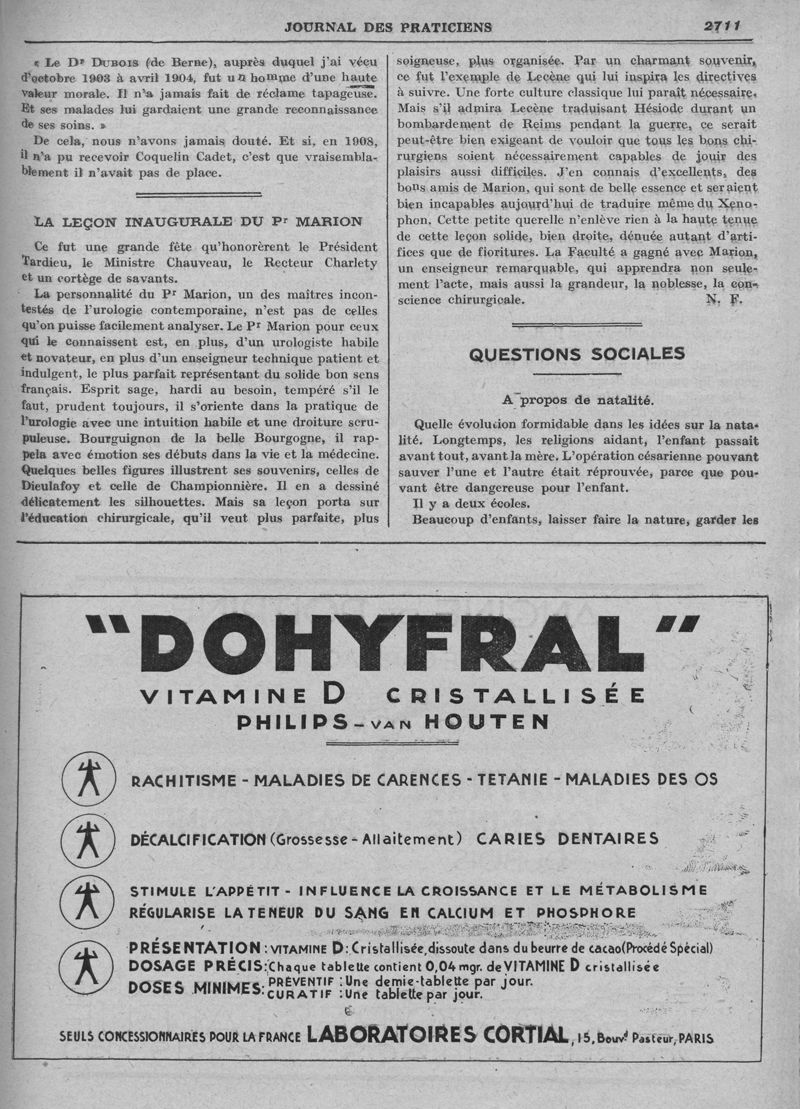 JOURNAL DES PRATICIENS
2711
« Le Dr Dubois (de Berne), auprès duquel j'ai vécu
d'octobre 1903 à avril 1904, fut un homme d'une haute
valeur morale. Il n'a jamais fait de réclame tapageuse.
Et ses malades lui gardaient une grande reconnaissance
de ses soins. »
De cela, nous n'avons jamais douté. Et si, en 1908,
il n'a pu recevoir Coquelin Cadet, c'est que vraisembla-
blement il n'avait pas de place.
LA LEÇON INAUGURALE DU Pr MARION
Ce fut une grande fête qu'honorèrent le Président
Tardieu, le Ministre Chauveau, le Recteur Charlety
et un cortège de savants.
La personnalité du Pr Marion, un des maîtres incon-
testés de l'urologie contemporaine, n'est pas de celles
qu'on puisse facilement analyser. Le Pr Marion pour ceux
qui le connaissent est, en plus, d'un urologiste habile
et novateur, en plus d'un enseigneur technique patient et
indulgent, le plus parfait représentant du solide bon sens
français. Esprit sage, hardi au besoin, tempéré s'il le
faut, prudent toujours, il s'oriente dans la pratique de
l'urologie avec une intuition habile et une droiture scru-
puleuse. Bourguignon de la belle Bourgogne, il rap-
pela avec émotion ses débuts dans la vie et la médecine.
Quelques belles figures illustrent ses souvenirs, celles de
Dieulafoy et celle de Championnière. Il en a dessiné
délicatement les silhouettes. Mais sa leçon porta sur
l'éducation chirurgicale, qu'il veut plus parfaite, plus
soigneuse, plus organisée. Par un charmant souvenir,
ce fut l'exemple de Lecène qui lui inspira les directives
à suivre. Une forte culture classique lui paraît nécessaire.
Mais s'il admira Lecène traduisant Hésiode durant un
bombardement de Reims pendant la guerre, ce serait
peut-être bien exigeant de vouloir que tous les bons chi-
rurgiens soient nécessairement capables de jouir des
plaisirs aussi difficiles. J'en connais d'excellents, des
bons amis de Marion, qui sont de belle essence et seraient
bien incapables aujourd'hui de traduire même du Xeno-
phon. Cette petite querelle n'enlève rien à la haute tenue
de cette leçon solide, bien droite, dénuée autant d'arti-
fices que de fioritures. La Faculté a gagné avec Marion,
un enseigneur remarquable, qui apprendra non seule-
ment l'acte, mais aussi la grandeur, la noblesse, la con-
science chirurgicale. N. F.
QUESTIONS SOCIALES
A propos de natalité.
Quelle évolution formidable dans les idées sur la nata-
lité. Longtemps, les religions aidant, l'enfant passait
avant tout, avant la mère. L'opération césarienne pouvant
sauver l'une et l'autre était réprouvée, parce que pou-
vant être dangereuse pour l'enfant.
Il y a deux écoles.
Beaucoup d'enfants, laisser faire la nature, garder les
"DOHYFRAL"
VITAMINE D CRISTALLISÉE
PHILIPS-VAN HOUTEN
RACHITISME - MALADIES DE CARENCES - TETANIE - MALADIES DES OS
DÉCALCIFICATION (Grossesse - Allaitement) CARIES DENTAIRES
STIMULE L'APPÉTIT - INFLUENCE LA CROISSANCE ET LE MÉTABOLISME
RÉGULARISE LA TENEUR DU SANG EN CALCIUM ET PHOSPHORE
PRÉSENTATION : VITAMINE D : Cristallisée, dissoute dans du beurre de cacao (Procédé Spécial)
DOSAGE PRÉCIS : Chaque tablette contient 0,04 mgr. de VITAMINE D cristallisée
DOSES MINIMES : PRÉVENTIF : Une demie-tablette par jour.
CURATIF : Une tablette par jour.
SEULS CONCESSIONNAIRES POUR LA FRANCE LABORATOIRES CORTIAL, 15, Bouvd Pasteur, PARIS